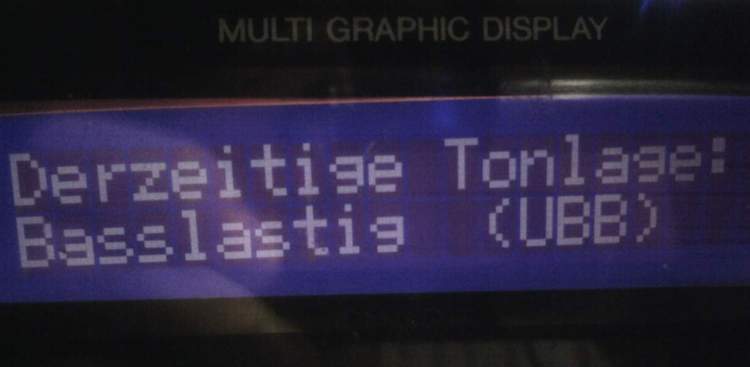 MULTI GRAPHIC DISPLAY
Derzeitige Tonlage:
Basslastig (UBB)